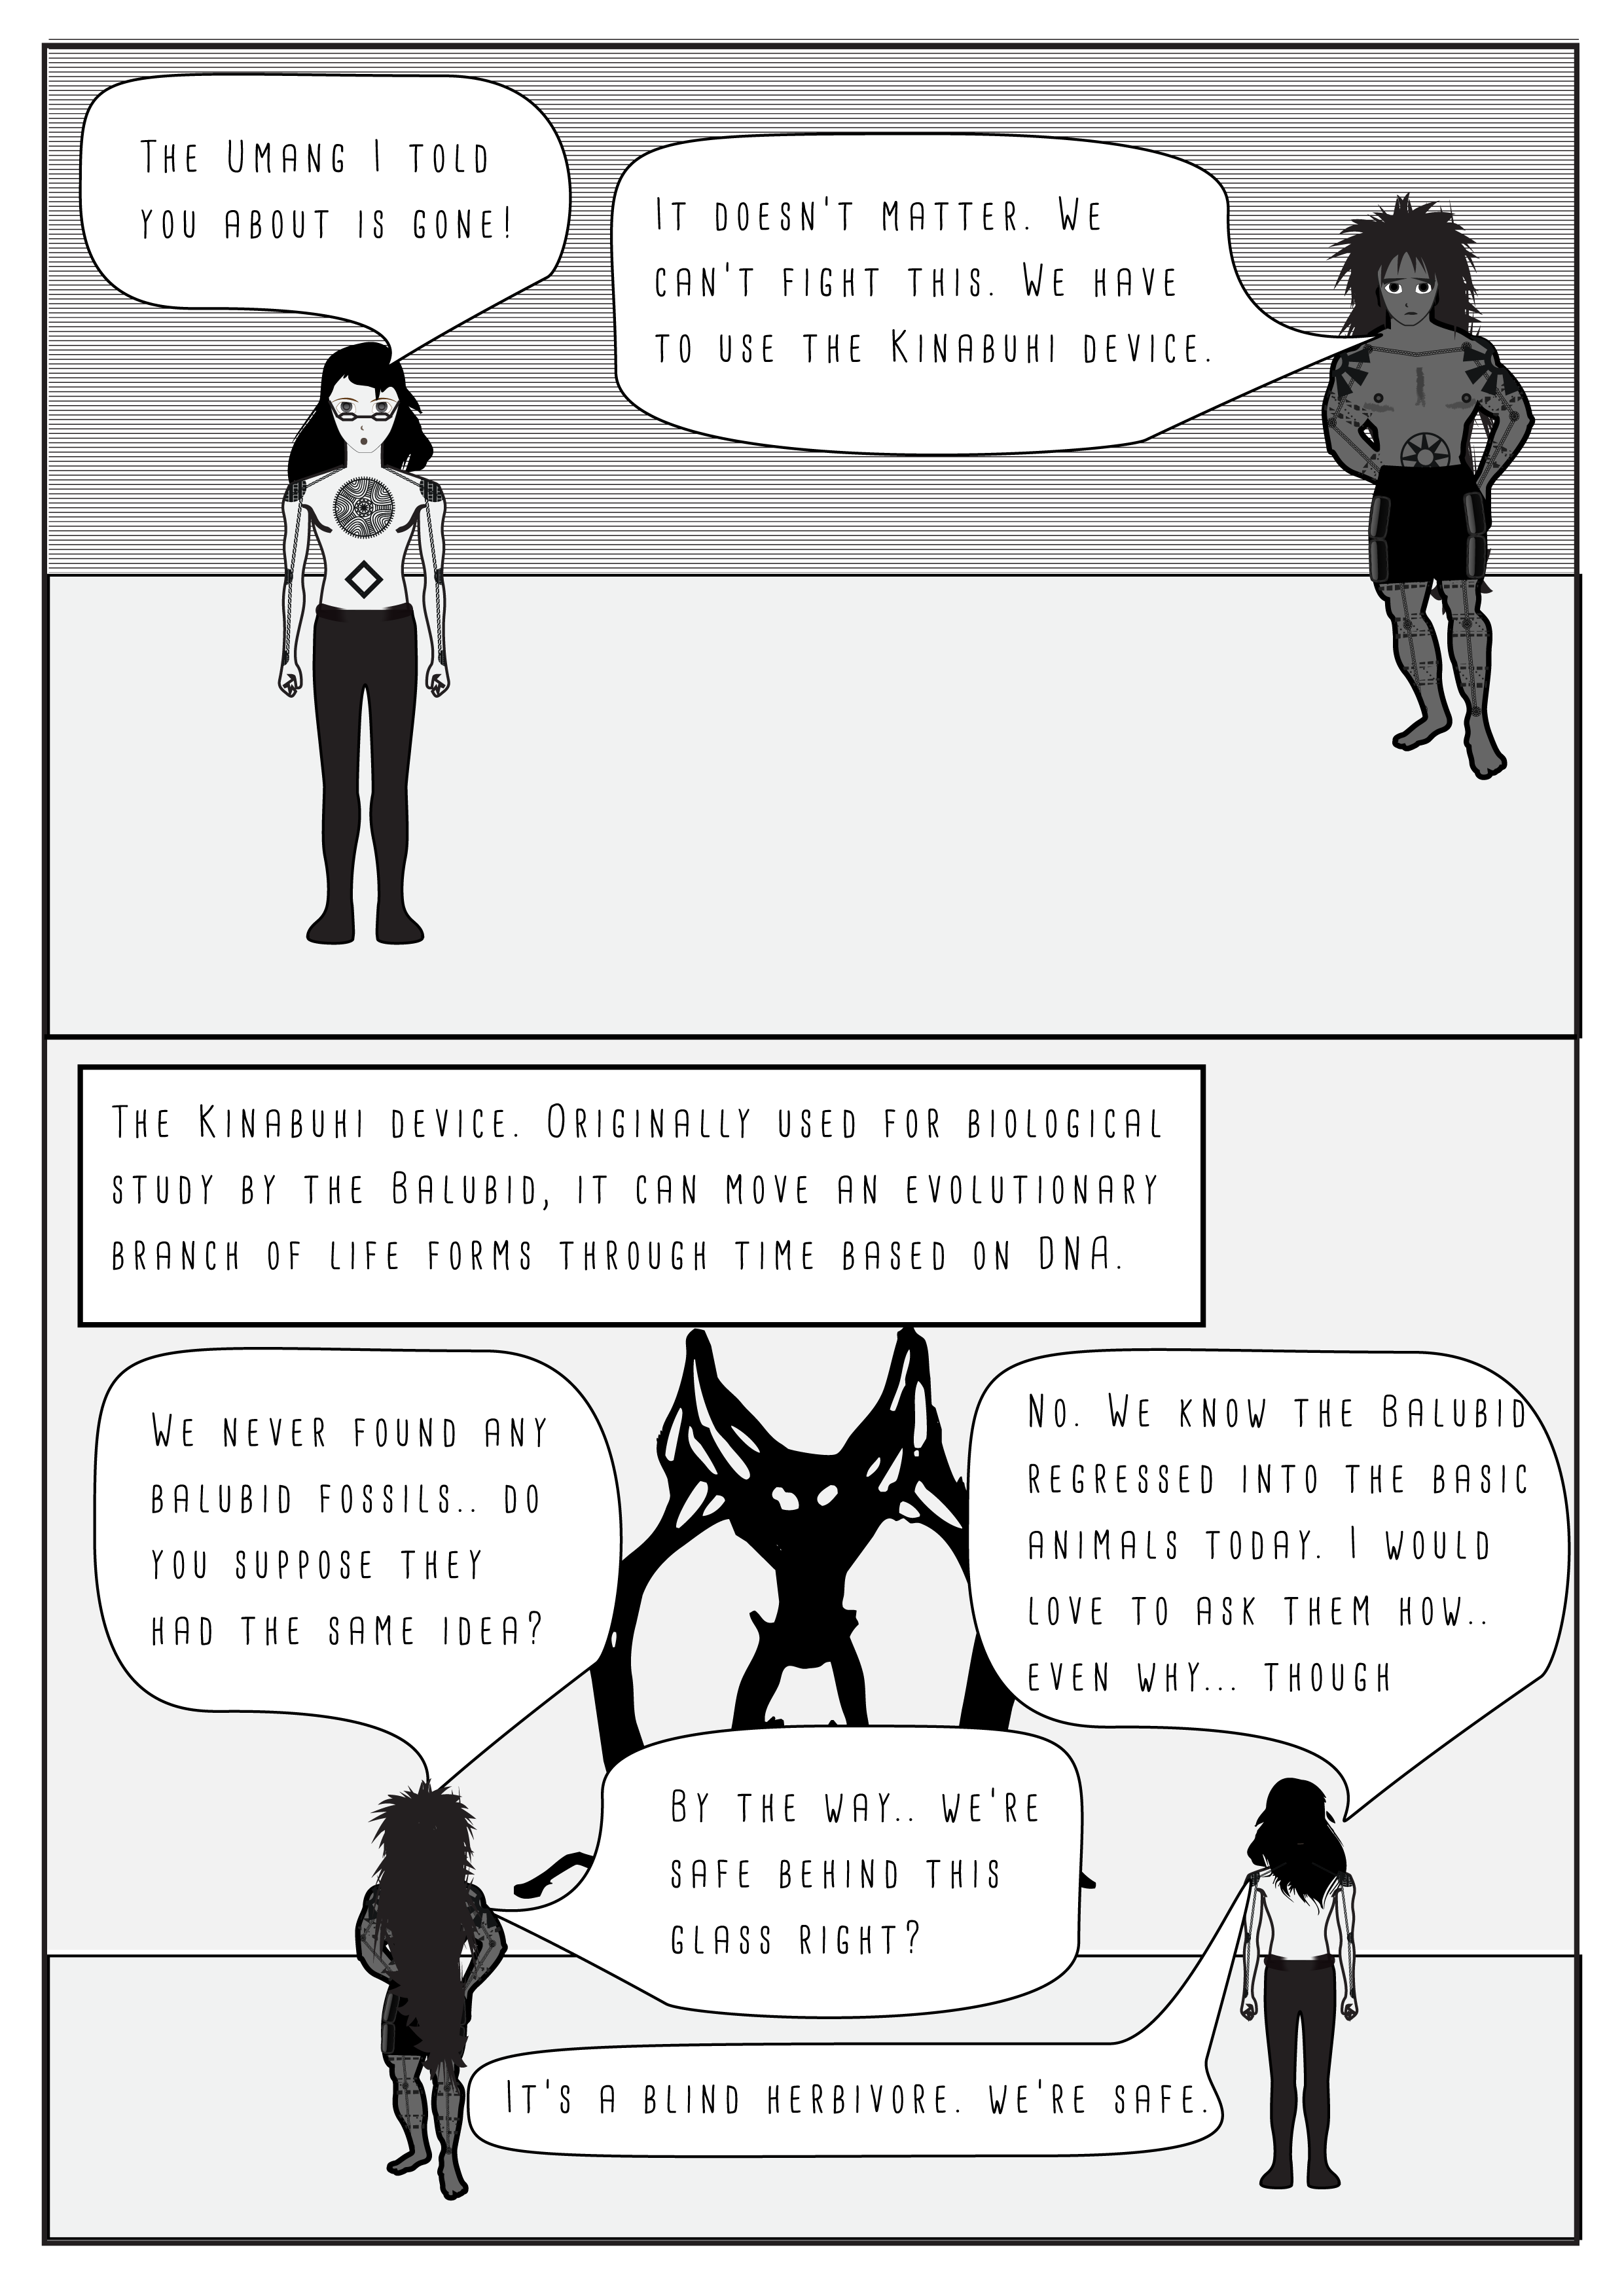 The Umang I told
you about is gone!
It doesn't matter. We
can't fight this. We have
to use the Kinabuhi device.
The Kinabuhi device. Originally used for biological
study by the Balubid, it can move an evolutionary
branch of life forms through time based on DNA.
We never found any
balubid fossils.. do
you suppose they
had the same idea?
No. We know the Balubid
regressed into the basic
animals today. I would
love to ask them how..
even why... though
By the way.. we're
safe behind this
glass right?
It's a blind herbivore. we're safe.